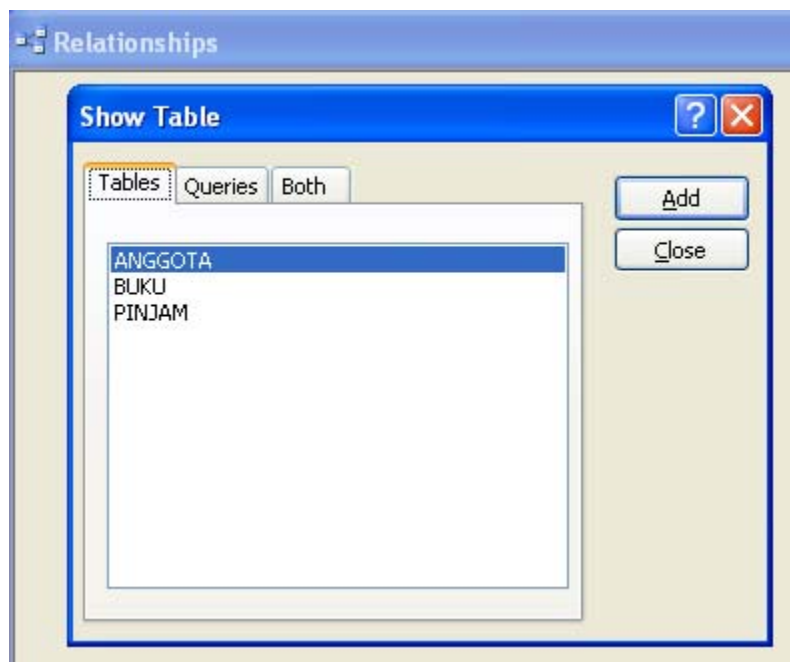 Relationships
Show Table
Tables Queries Both
Add
Close
ANGGOTA
BUKU
PINJAM